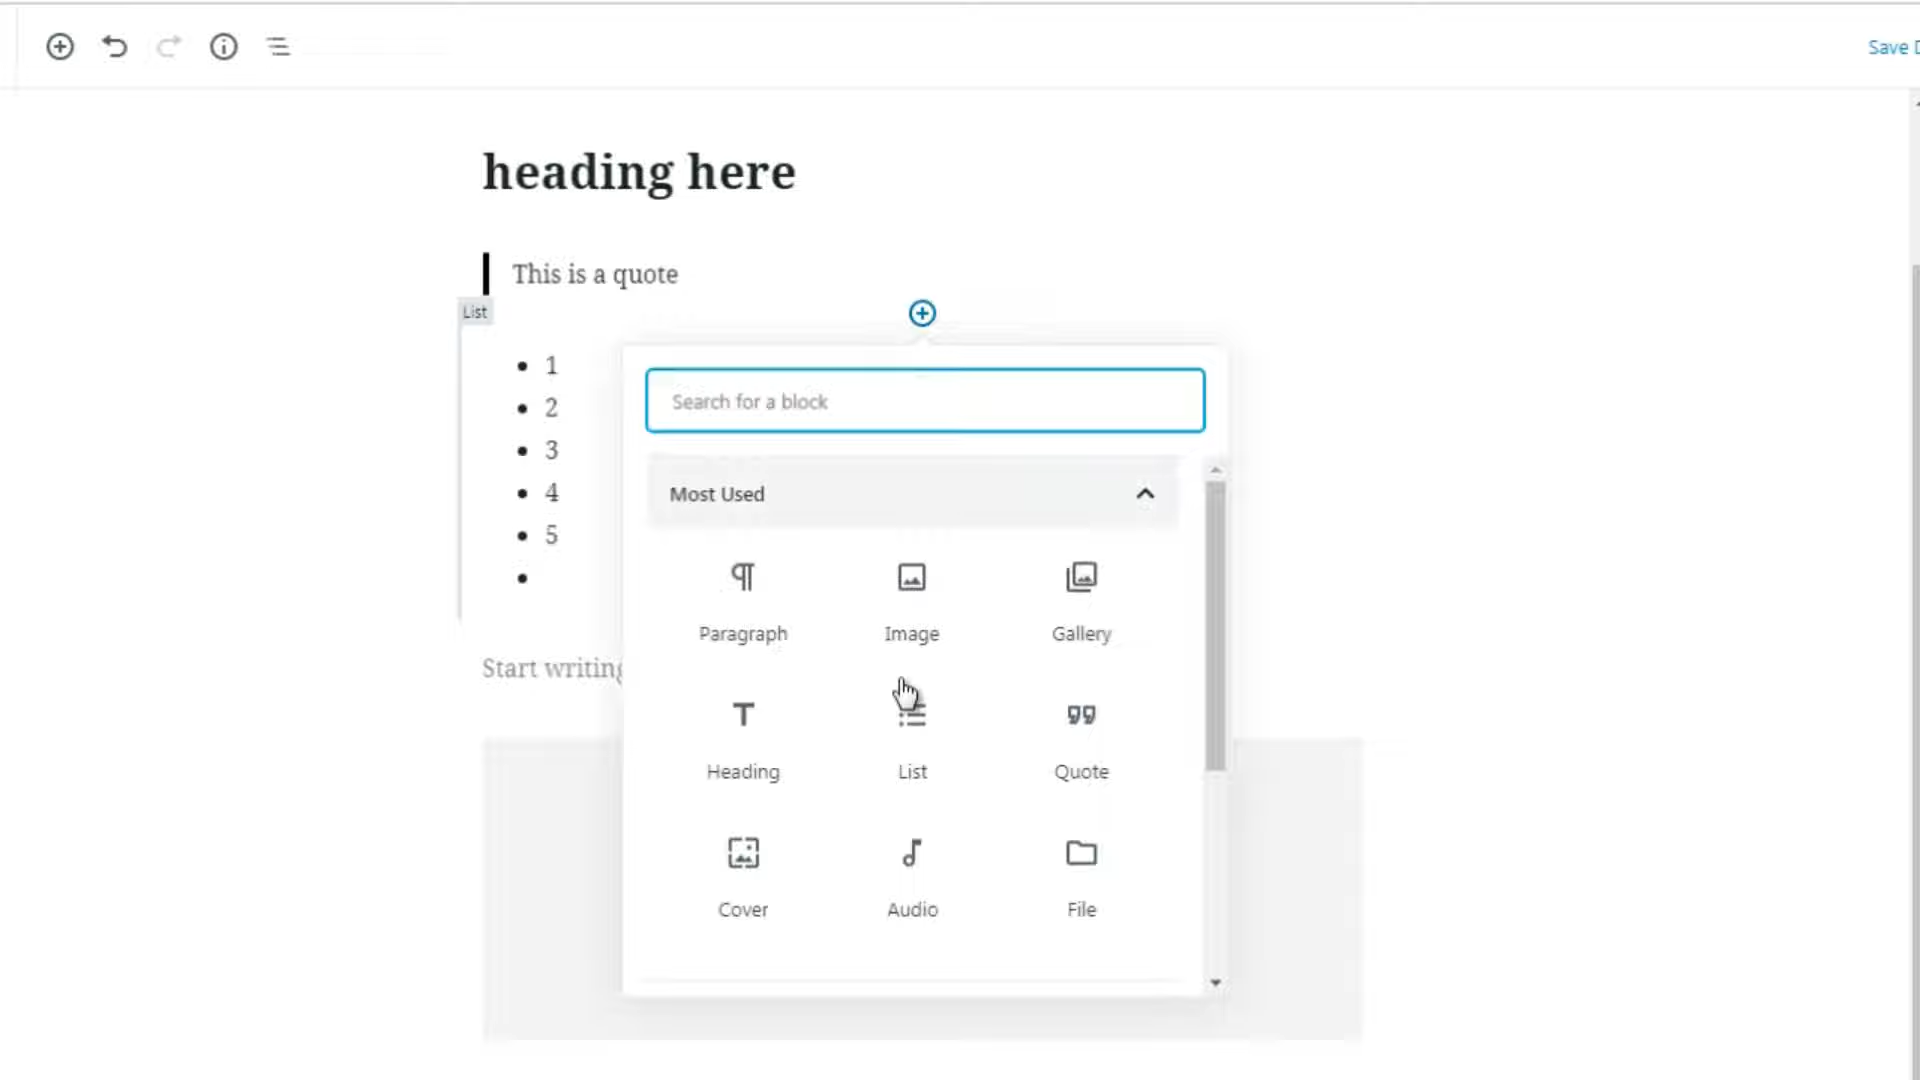 Save
heading here
This is a quote
List
1
2
3
4
5
Start writing
Search for a block
Most Used
Paragraph
Image
Gallery
Heading
List
Quote
Cover
Audio
File